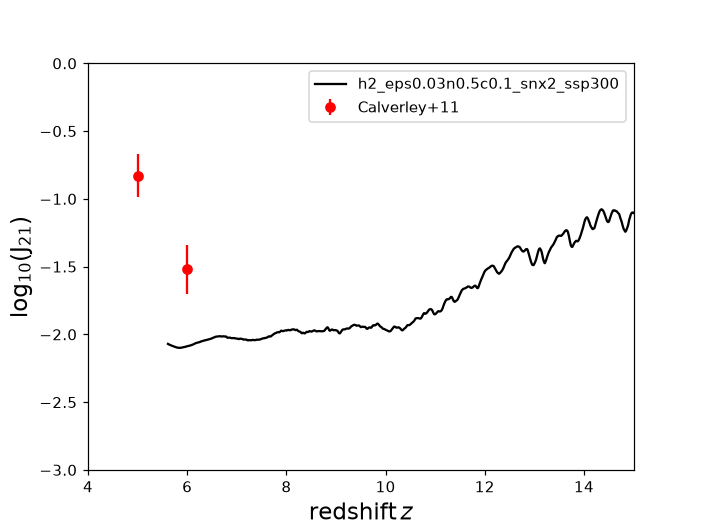 h2_eps0.03n0.5c0.1_snx2_ssp300
Calverley+11
0.0
−0.5
−1.0
−1.5
−2.0
−2.5
−3.0
log₁₀(J₂₁)
4 6 8 10 12 14
redshift z